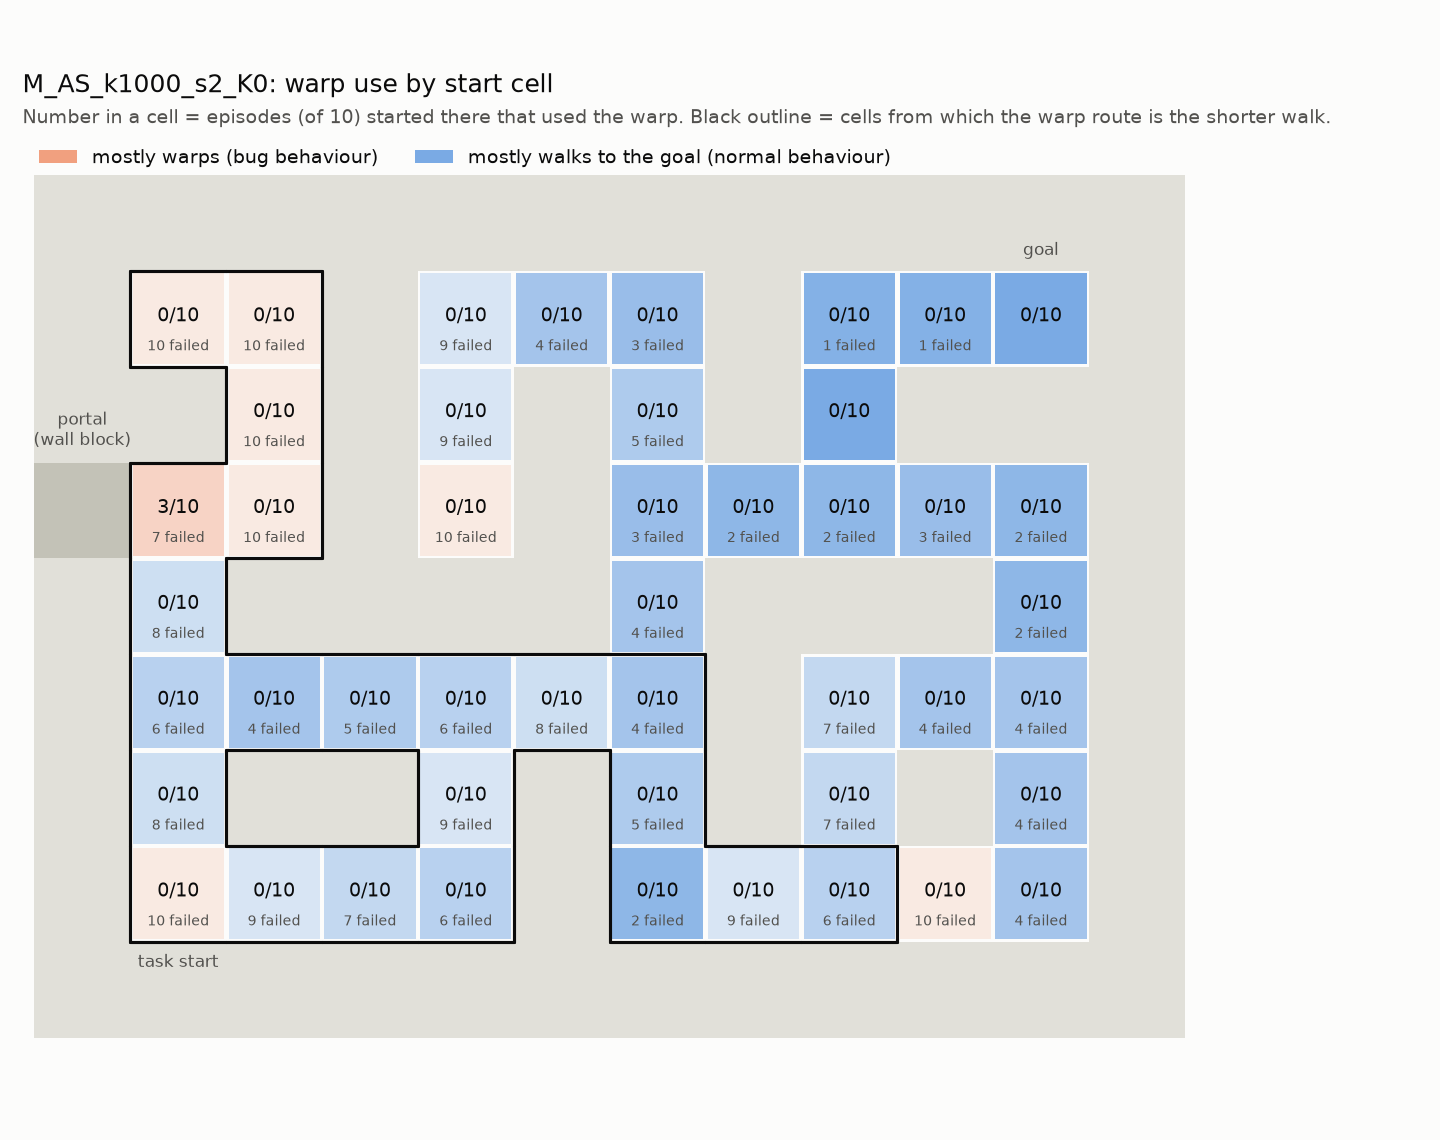 M_AS_k1000_s2_K0: warp use by start cell
Number in a cell = episodes (of 10) started there that used the warp. Black outline = cells from which the warp route is the shorter walk.
mostly warps (bug behaviour) mostly walks to the goal (normal behaviour)
goal
0/10 0/10 0/10 0/10 0/10 0/10 0/10 0/10
10 failed 10 failed 9 failed 4 failed 3 failed 1 failed 1 failed
portal
(wall block)
0/10 0/10 0/10 0/10
10 failed 9 failed 5 failed
3/10 0/10 0/10 0/10 0/10 0/10 0/10 0/10
7 failed 10 failed 10 failed 3 failed 2 failed 2 failed 3 failed 2 failed
0/10 0/10 0/10
8 failed 4 failed 2 failed
0/10 0/10 0/10 0/10 0/10 0/10 0/10 0/10 0/10
6 failed 4 failed 5 failed 6 failed 8 failed 4 failed 7 failed 4 failed 4 failed
0/10 0/10 0/10 0/10 0/10
8 failed 9 failed 5 failed 7 failed 4 failed
0/10 0/10 0/10 0/10 0/10 0/10 0/10 0/10 0/10
10 failed 9 failed 7 failed 6 failed 2 failed 9 failed 6 failed 10 failed 4 failed
task start